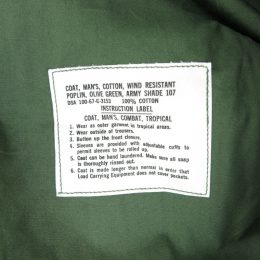 COAT, MAN'S, COTTON, WIND RESISTANT
POPLIN, OLIVE GREEN, ARMY SHADE 107
DSA 100-67-C-3151 100% COTTON
INSTRUCTION LABEL
COAT, MAN'S, COMBAT, TROPICAL
1. Wear as outer garment in tropical areas.
2. Wear outside of trousers.
3. Button up the front closure.
4. Sleeves are provided with adjustable cuffs to
permit sleeves to be rolled up.
5. Coat can be hand laundered. Make sure all soap
is thoroughly rinsed out.
6. Coat is made longer than normal in order that
Load Carrying Equipment does not cover pockets.